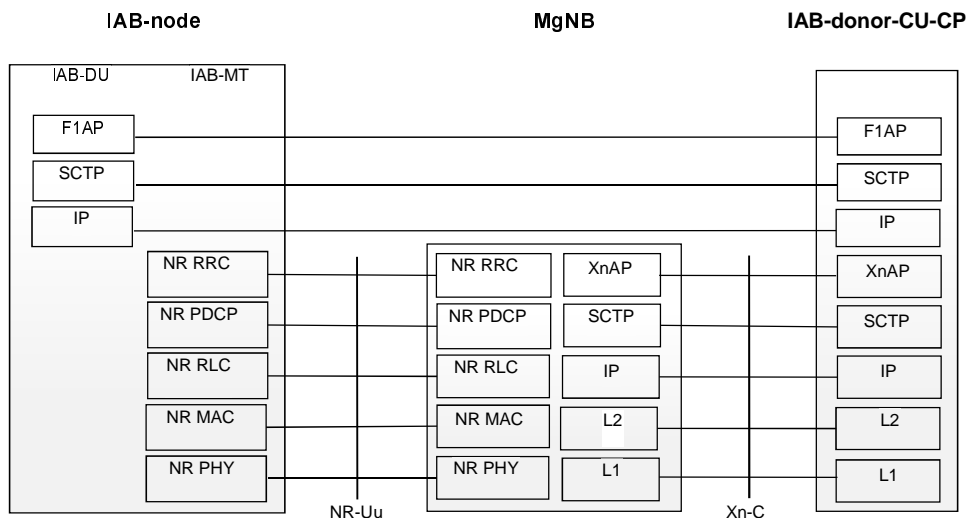 IAB-node MgNB IAB-donor-CU-CP
IAB-DU IAB-MT
F1AP F1AP
SCTP SCTP
IP IP
NR RRC NR RRC XnAP XnAP
NR PDCP NR PDCP SCTP SCTP
NR RLC NR RLC IP IP
NR MAC NR MAC L2 L2
NR PHY NR PHY L1 L1
NR-Uu Xn-C